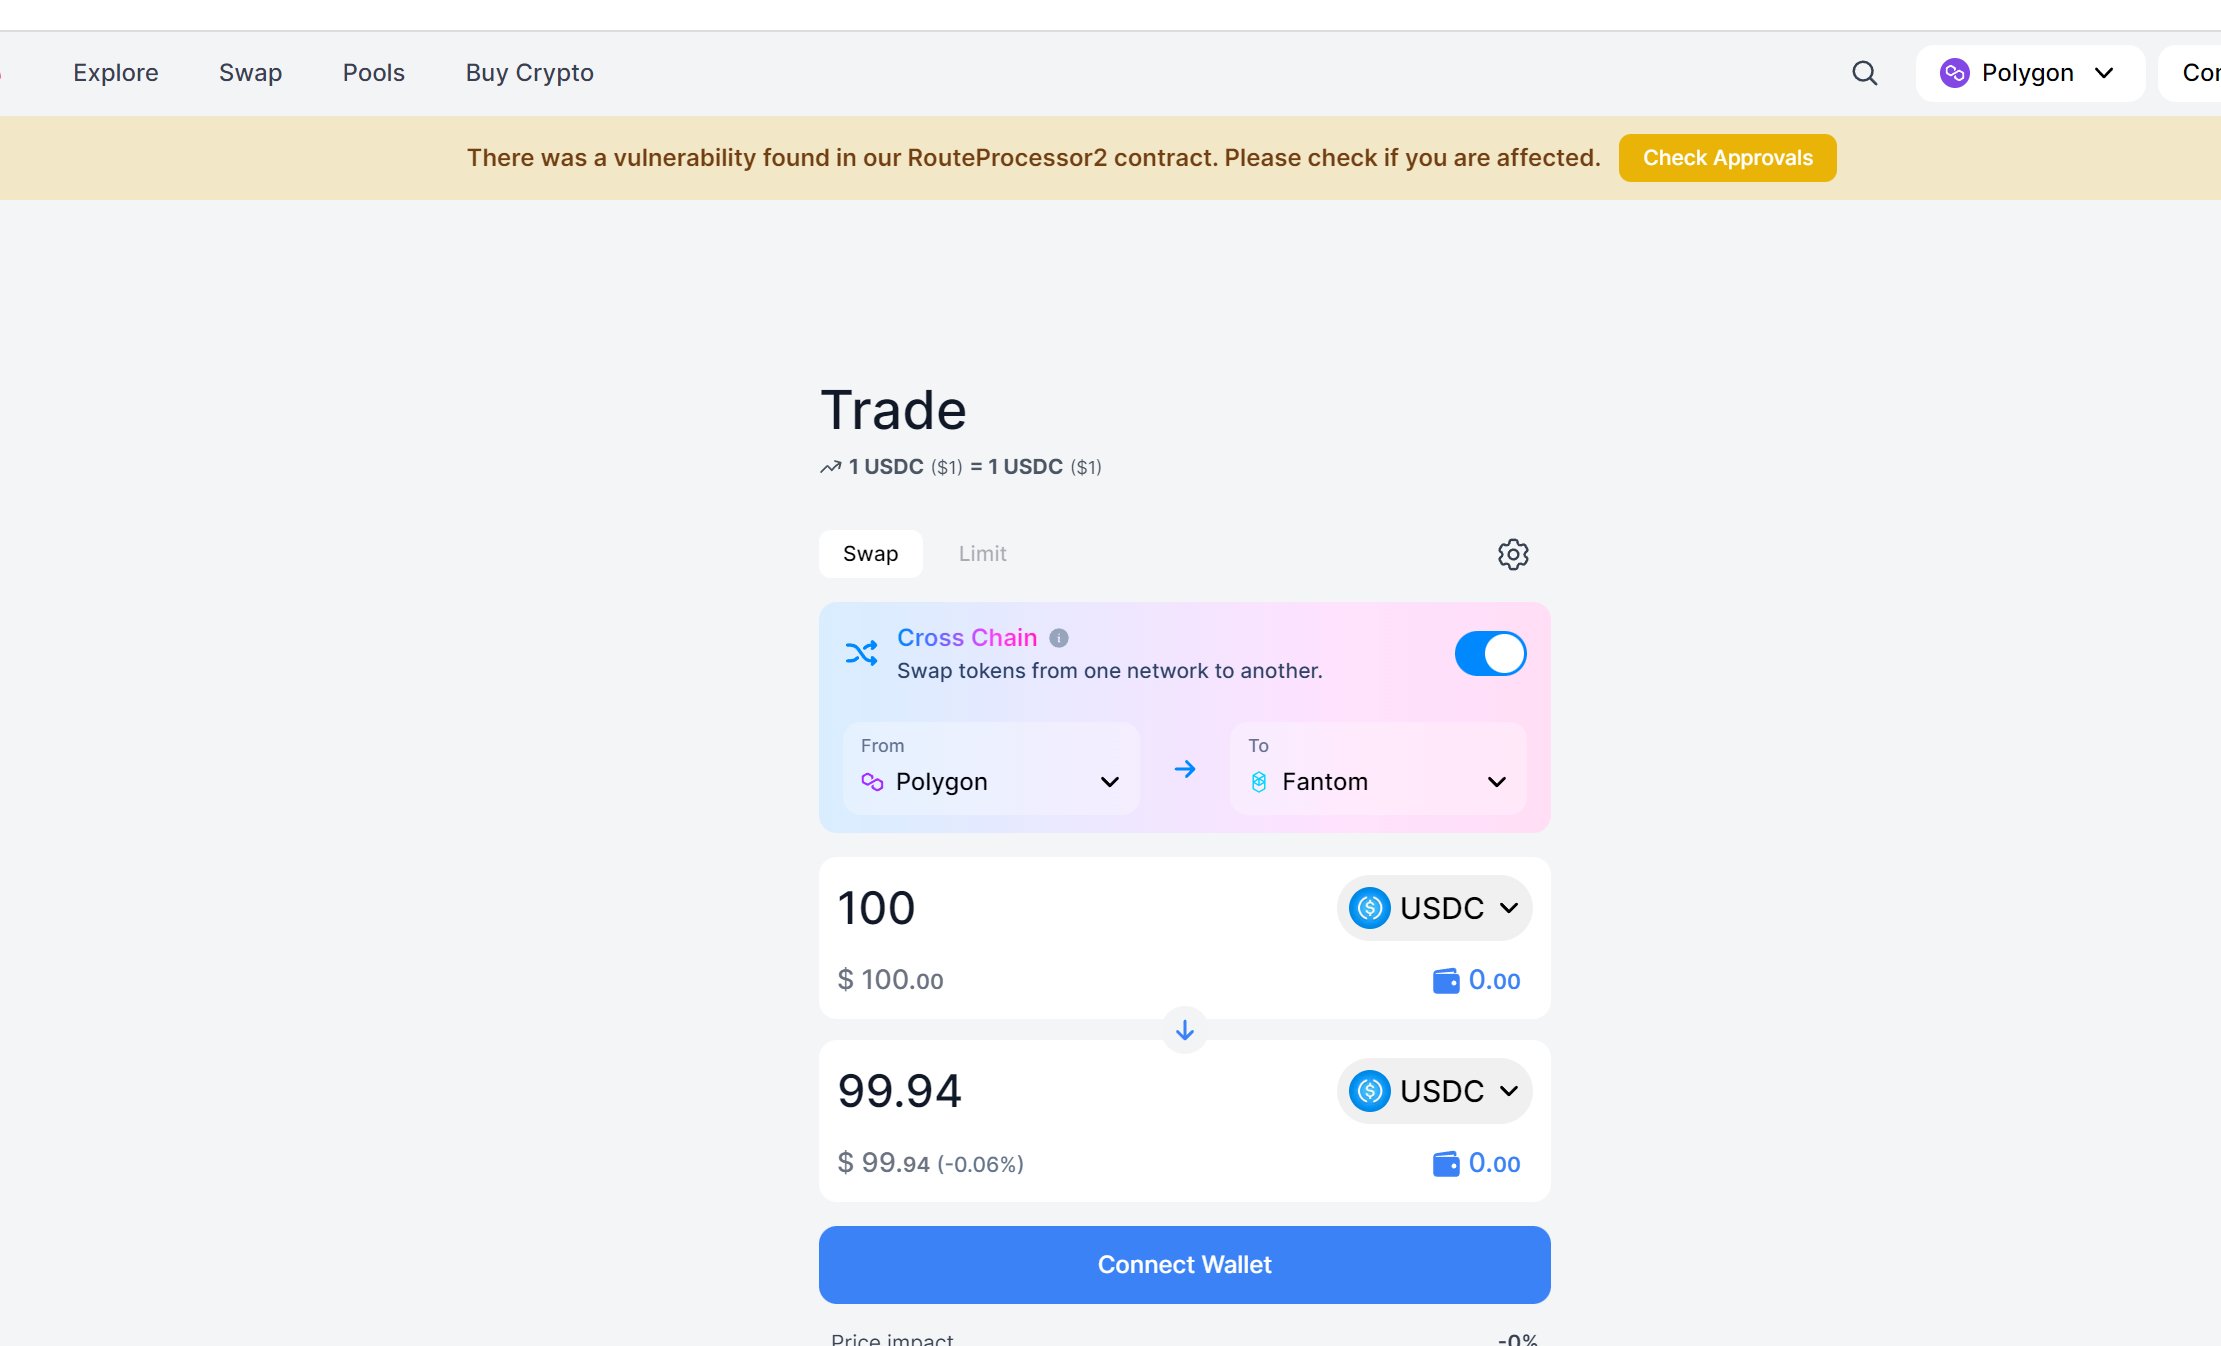 Explore Swap Pools Buy Crypto Polygon
There was a vulnerability found in our RouteProcessor2 contract. Please check if you are affected. Check Approvals
Trade
1 USDC ($1) = 1 USDC ($1)
Swap Limit
Cross Chain
Swap tokens from one network to another.
From To
Polygon Fantom
100 USDC
$ 100.00 0.00
99.94 USDC
$ 99.94 (-0.06%) 0.00
Connect Wallet
Price impact -0%